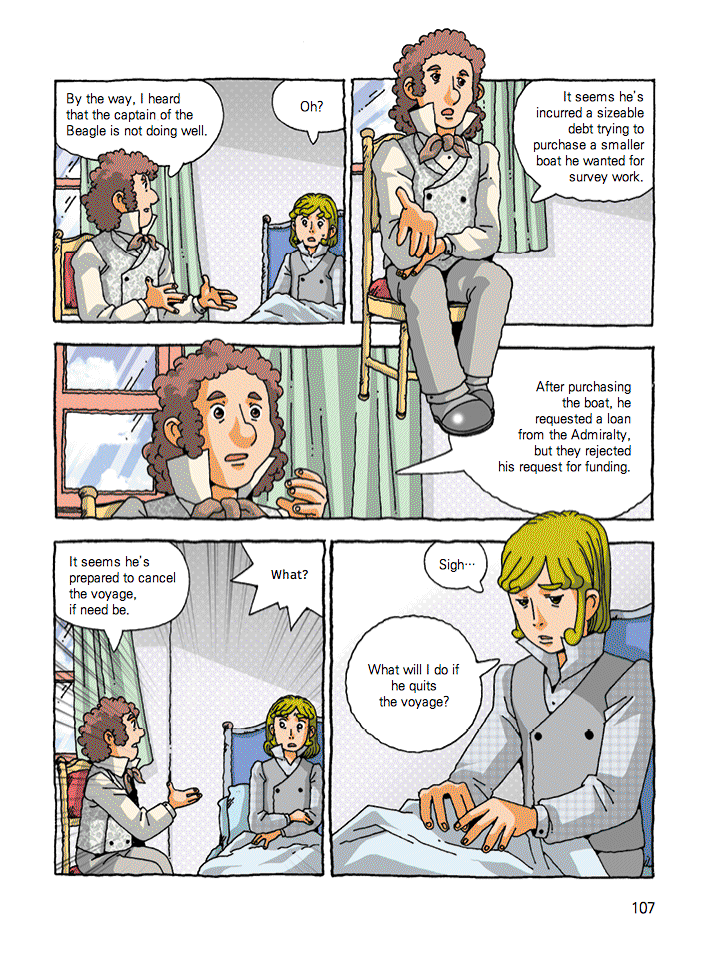 By the way, I heard
that the captain of the
Beagle is not doing well.
Oh?
It seems he's
incurred a sizeable
debt trying to
purchase a smaller
boat he wanted for
survey work.
After purchasing
the boat, he
requested a loan
from the Admiralty,
but they rejected
his request for funding.
It seems he's
prepared to cancel
the voyage,
if need be.
What?
Sigh…
What will I do if
he quits
the voyage?
107